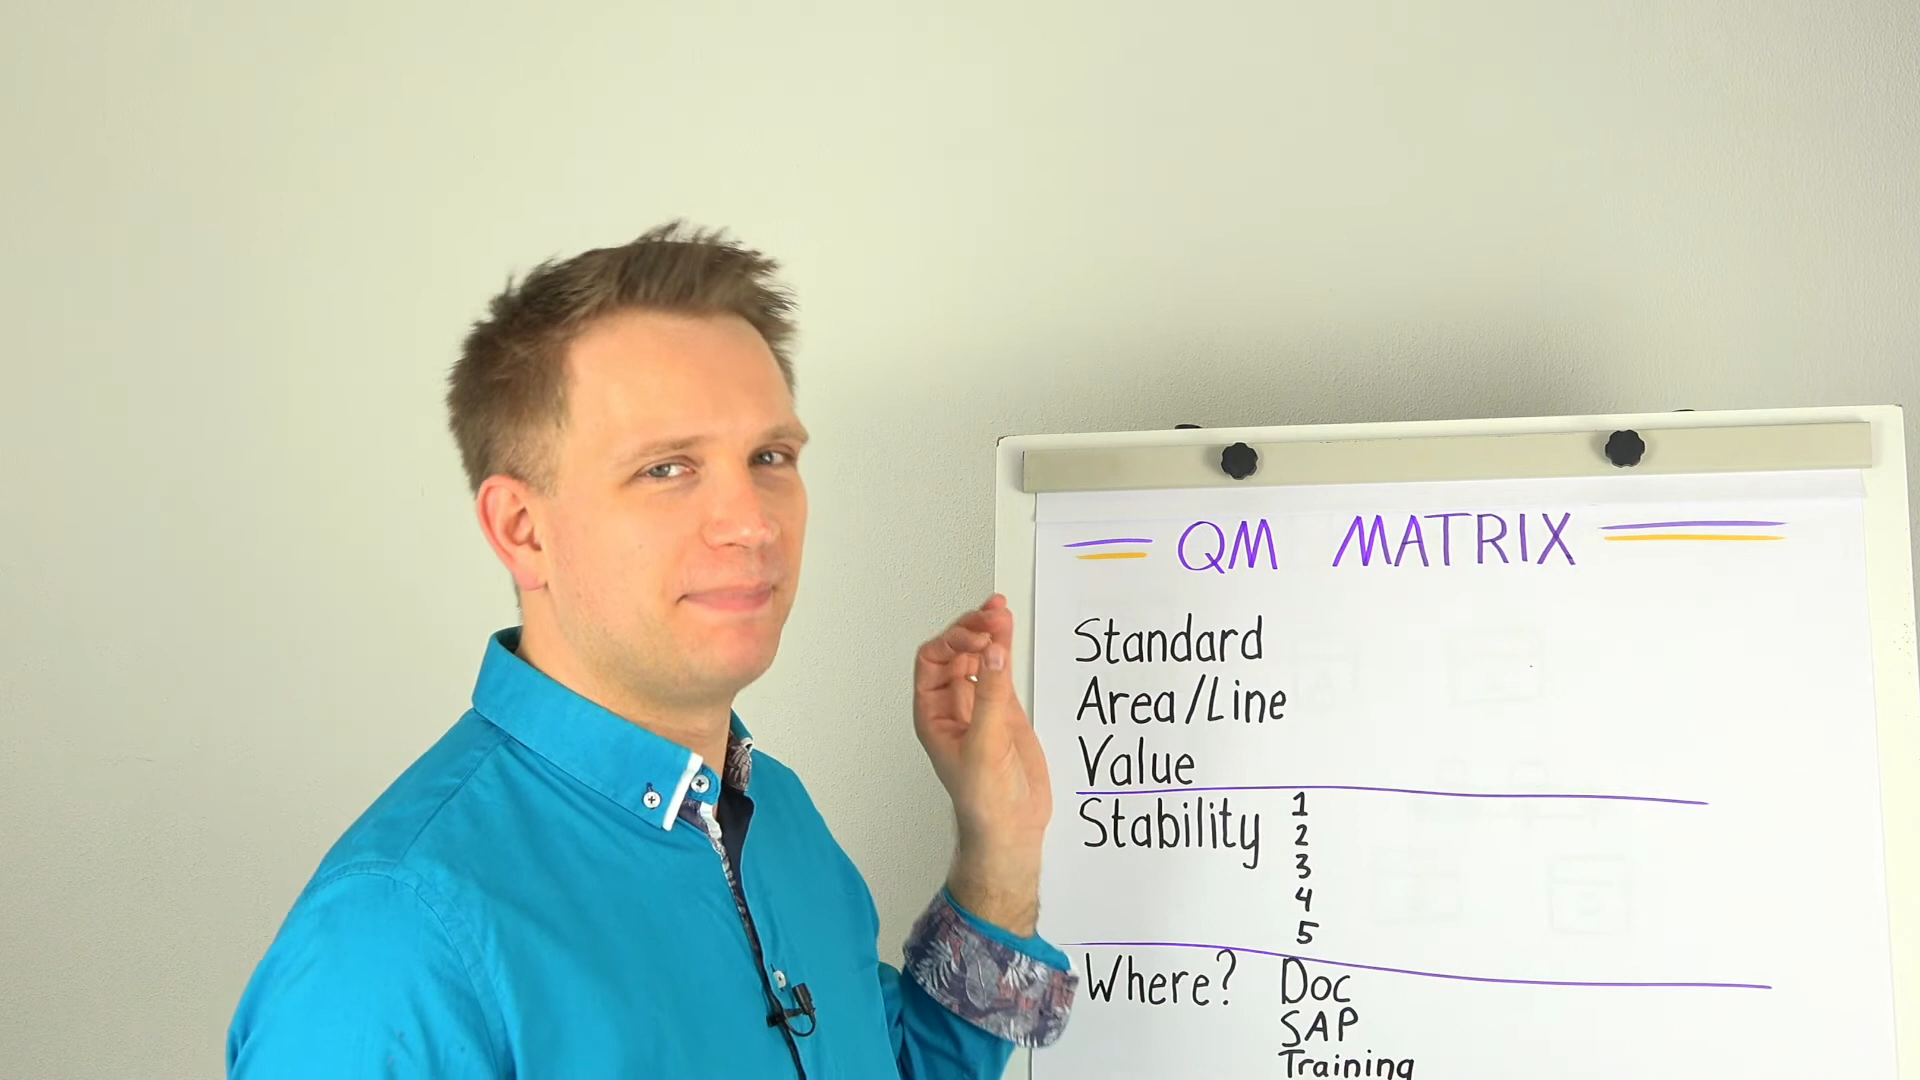 QM MATRIX
Standard
Area/Line
Value
Stability 1
2
3
4
5
Where? Doc
SAP
Training